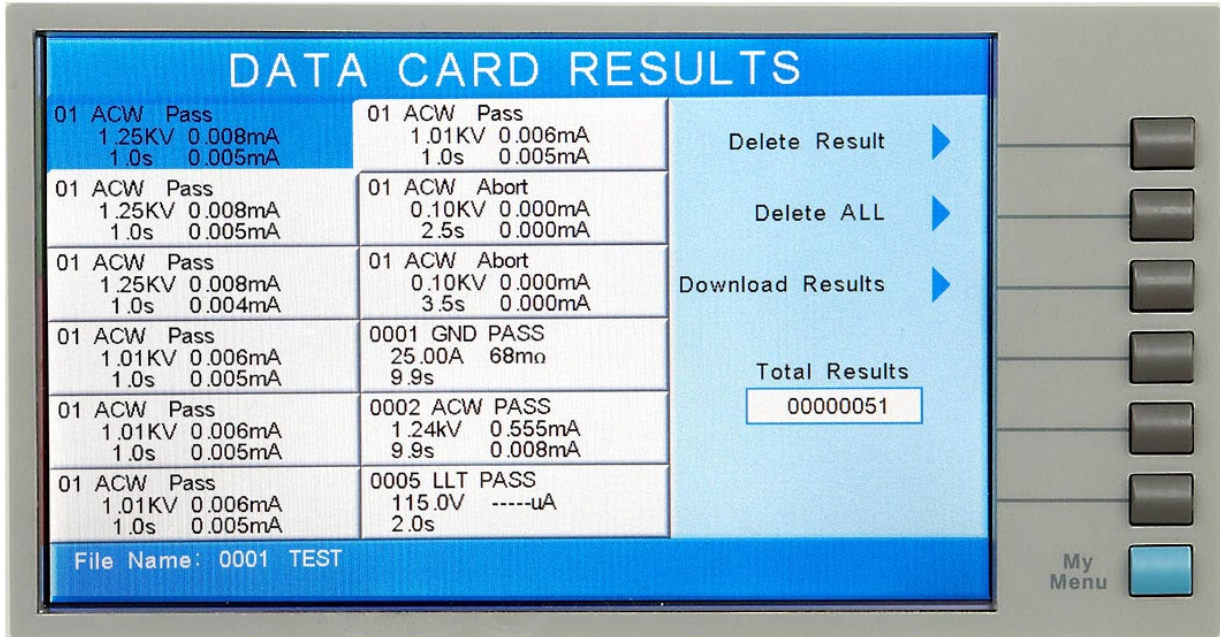 DATA CARD RESULTS
01 ACW Pass
1.25KV 0.008mA
1.0s 0.005mA
01 ACW Pass
1.25KV 0.008mA
1.0s 0.005mA
01 ACW Pass
1.25KV 0.008mA
1.0s 0.004mA
01 ACW Pass
1.01KV 0.006mA
1.0s 0.005mA
01 ACW Pass
1.01KV 0.006mA
1.0s 0.005mA
01 ACW Pass
1.01KV 0.006mA
1.0s 0.005mA
01 ACW Pass
1.01KV 0.006mA
1.0s 0.005mA
01 ACW Abort
0.10KV 0.000mA
2.5s 0.000mA
01 ACW Abort
0.10KV 0.000mA
3.5s 0.000mA
0001 GND PASS
25.00A 68mΩ
9.9s
0002 ACW PASS
1.24kV 0.555mA
9.9s 0.008mA
0005 LLT PASS
115.0V -----uA
2.0s
Delete Result
Delete ALL
Download Results
Total Results
00000051
File Name: 0001 TEST
My
Menu